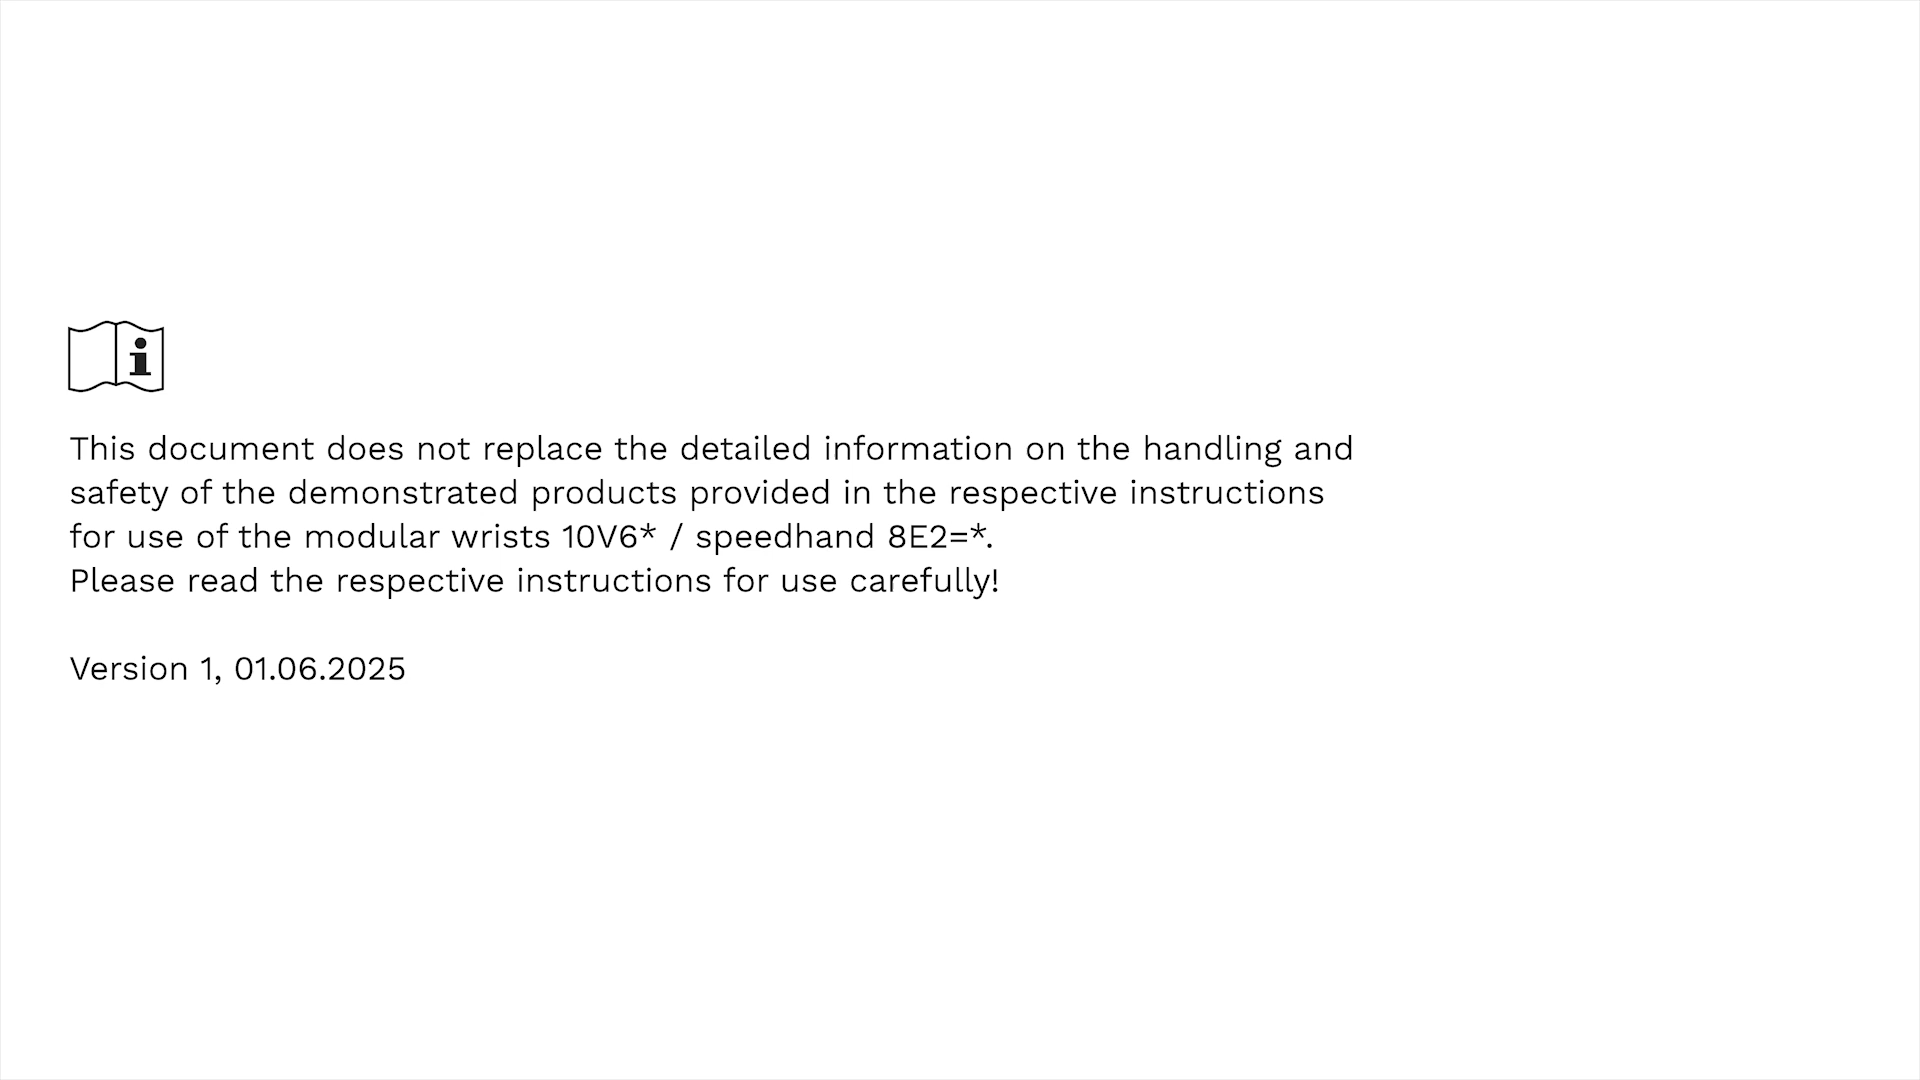 This document does not replace the detailed information on the handling and
safety of the demonstrated products provided in the respective instructions
for use of the modular wrists 10V6* / speedhand 8E2=*.
Please read the respective instructions for use carefully!
Version 1, 01.06.2025